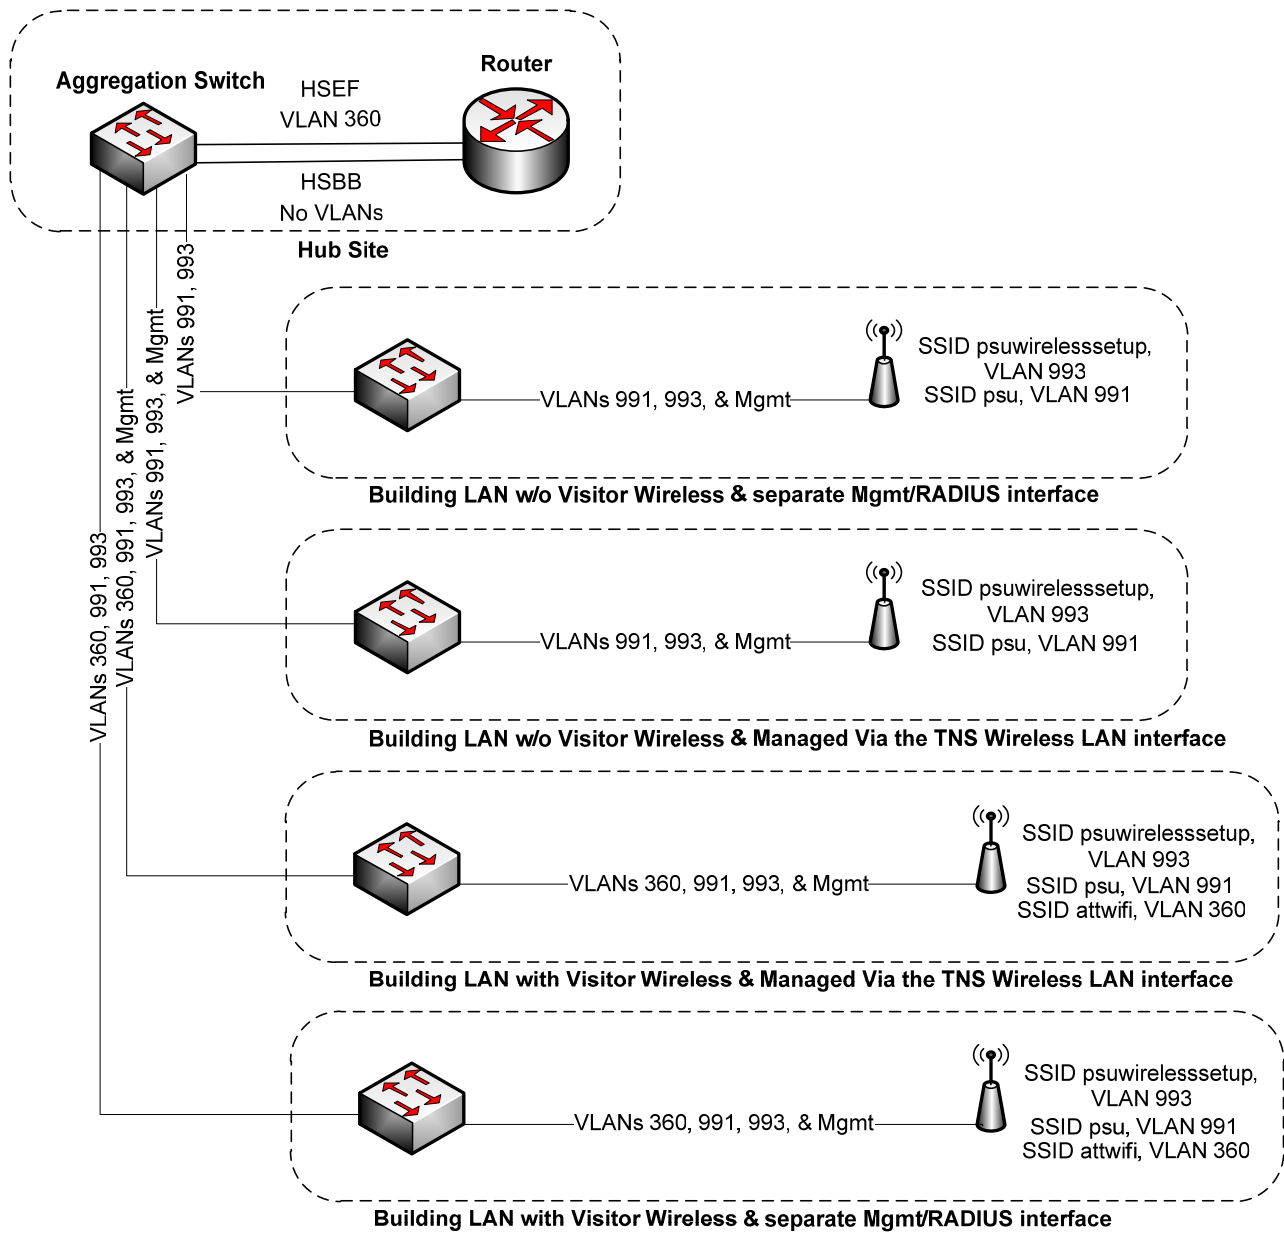 Aggregation Switch
Router
HSEF
VLAN 360
HSBB
No VLANs
Hub Site
VLANs 991, 993
VLANs 991, 993, & Mgmt
VLANs 360, 991, 993, & Mgmt
VLANs 360, 991, 993
VLANs 991, 993, & Mgmt
SSID psuwirelesssetup,
VLAN 993
SSID psu, VLAN 991
Building LAN w/o Visitor Wireless & separate Mgmt/RADIUS interface
VLANs 991, 993, & Mgmt
SSID psuwirelesssetup,
VLAN 993
SSID psu, VLAN 991
Building LAN w/o Visitor Wireless & Managed Via the TNS Wireless LAN interface
VLANs 360, 991, 993, & Mgmt
SSID psuwirelesssetup,
VLAN 993
SSID psu, VLAN 991
SSID attwifi, VLAN 360
Building LAN with Visitor Wireless & Managed Via the TNS Wireless LAN interface
VLANs 360, 991, 993, & Mgmt
SSID psuwirelesssetup,
VLAN 993
SSID psu, VLAN 991
SSID attwifi, VLAN 360
Building LAN with Visitor Wireless & separate Mgmt/RADIUS interface